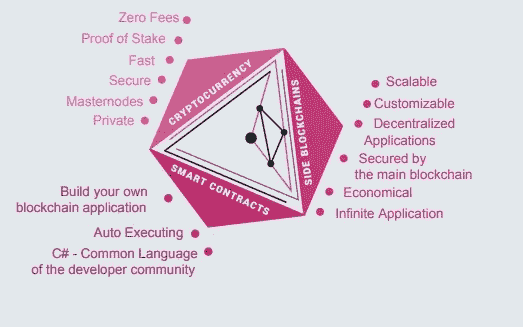 Zero Fees
Proof of Stake
Fast
Secure
Masternodes
Private
CRYPTOCURRENCY
SIDE BLOCKCHAINS
Scalable
Customizable
Decentralized
Applications
Secured by
the main blockchain
Economical
Infinite Application
SMART CONTRACTS
Build your own
blockchain application
Auto Executing
C# - Common Language
of the developer community